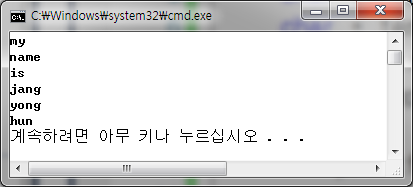 C:\Windows\system32\cmd.exe
my
name
is
jang
yong
hun
계속하려면 아무 키나 누르십시오 . . .